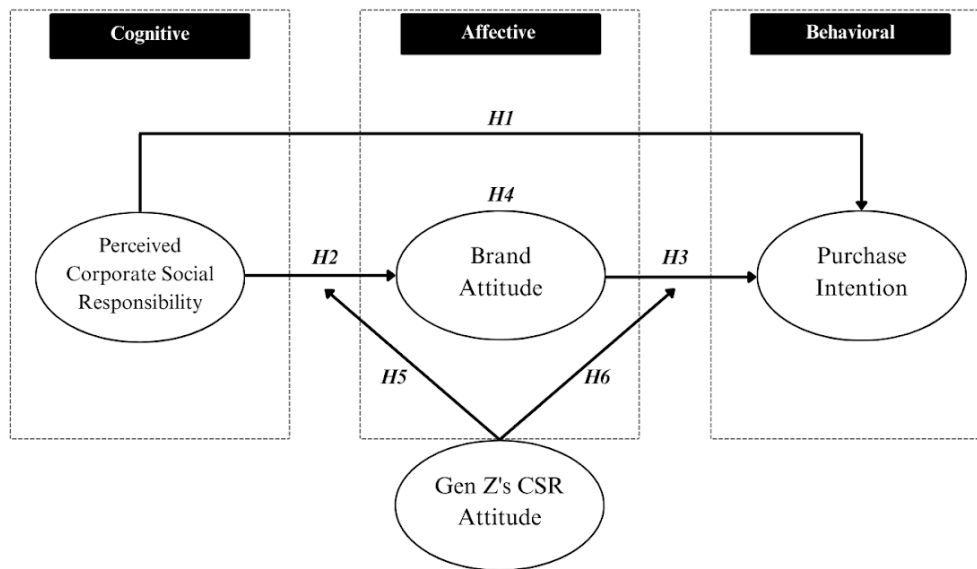 Cognitive
Affective
Behavioral
H1
H4
Perceived
Corporate Social
Responsibility
H2
Brand
Attitude
H3
Purchase
Intention
H5
H6
Gen Z's CSR
Attitude